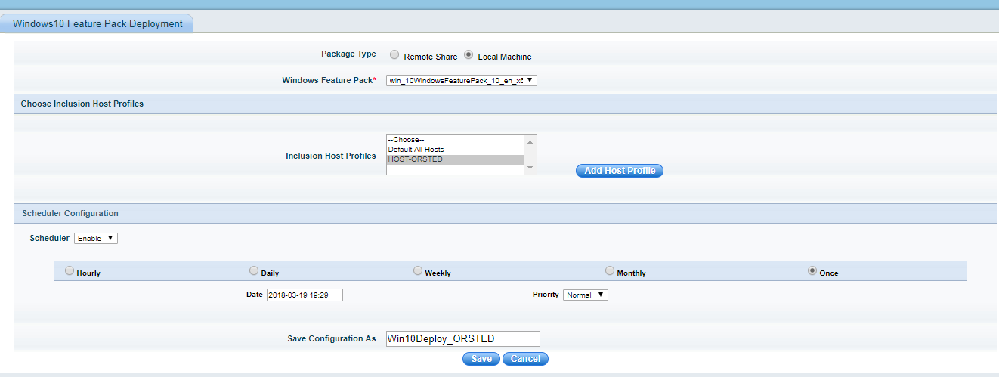 Windows10 Feature Pack Deployment
Package Type Remote Share Local Machine
Windows Feature Pack* win_10WindowsFeaturePack_10_en_x6
Choose Inclusion Host Profiles
--Choose--
Default All Hosts
Inclusion Host Profiles HOST-ORSTED
Add Host Profile
Scheduler Configuration
Scheduler Enable
Hourly Daily Weekly Monthly Once
Date 2018-03-19 19:29 Priority Normal
Save Configuration As Win10Deploy_ORSTED
Save Cancel